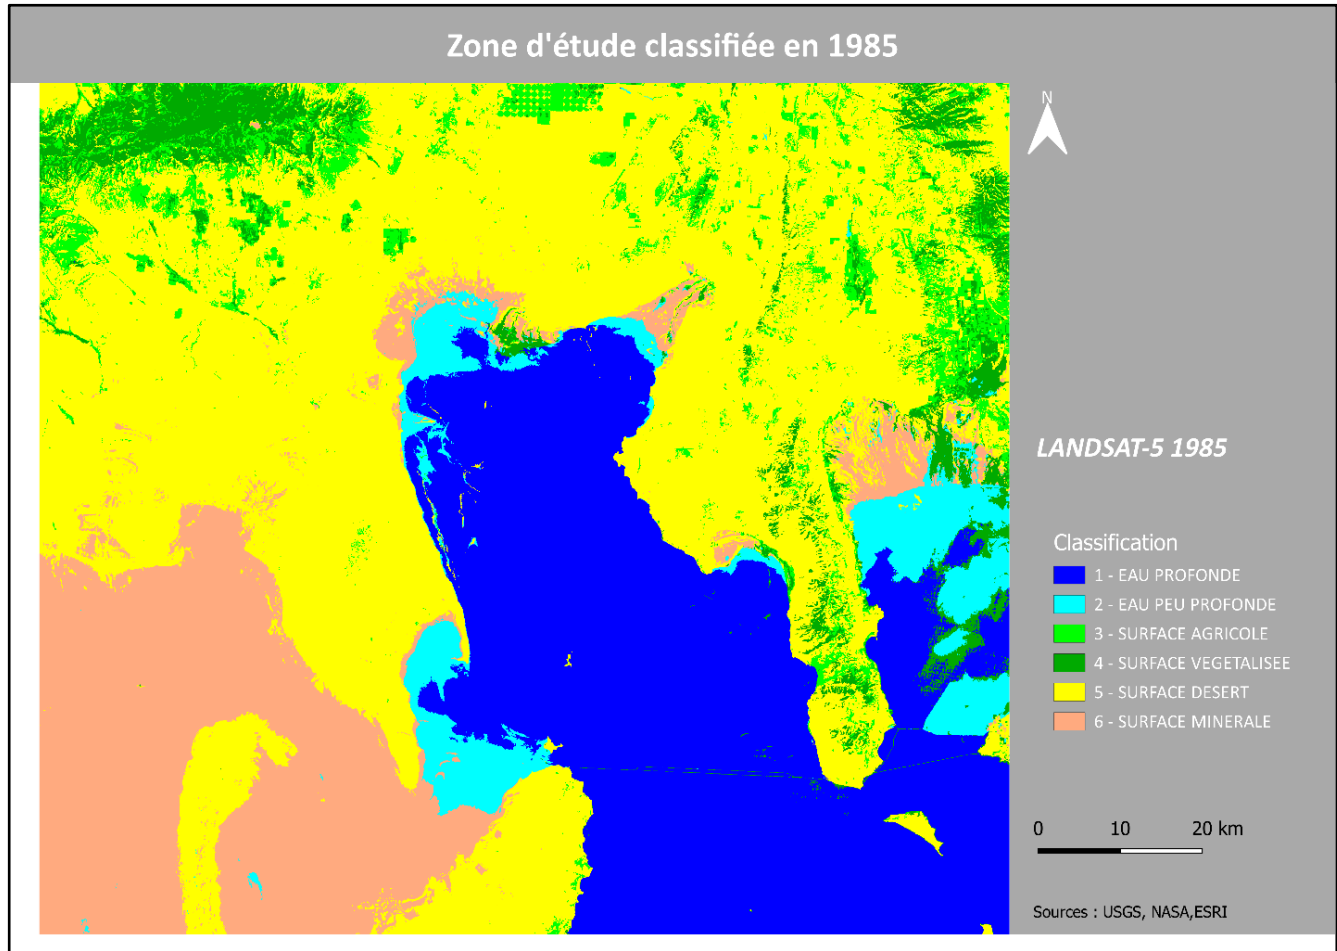 Zone d'étude classifiée en 1985
N
LANDSAT-5 1985
Classification
1 - EAU PROFONDE
2 - EAU PEU PROFONDE
3 - SURFACE AGRICOLE
4 - SURFACE VEGETALISEE
5 - SURFACE DESERT
6 - SURFACE MINERALE
0 10 20 km
Sources : USGS, NASA,ESRI